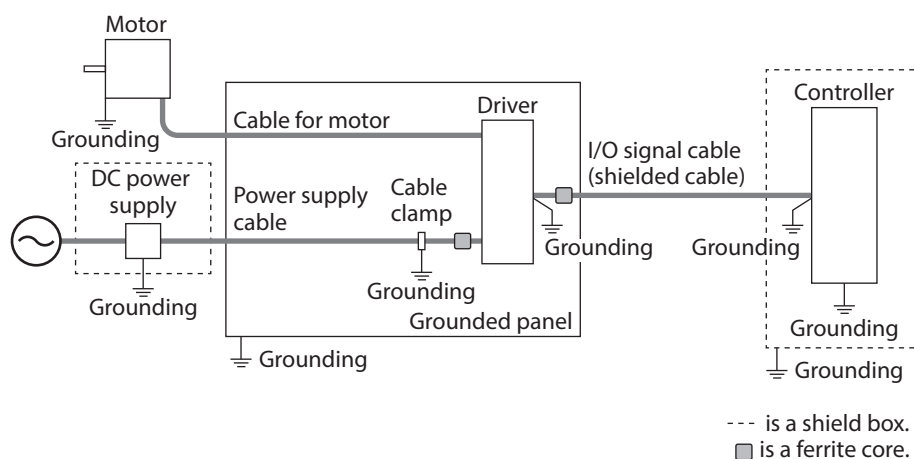 Motor
Grounding
Cable for motor
Driver
Controller
I/O signal cable
(shielded cable)
DC power
supply
Power supply
cable
Cable
clamp
Grounding
Grounding
Grounding
Grounding
Grounding
Grounded panel
Grounding
Grounding
--- is a shield box.
is a ferrite core.